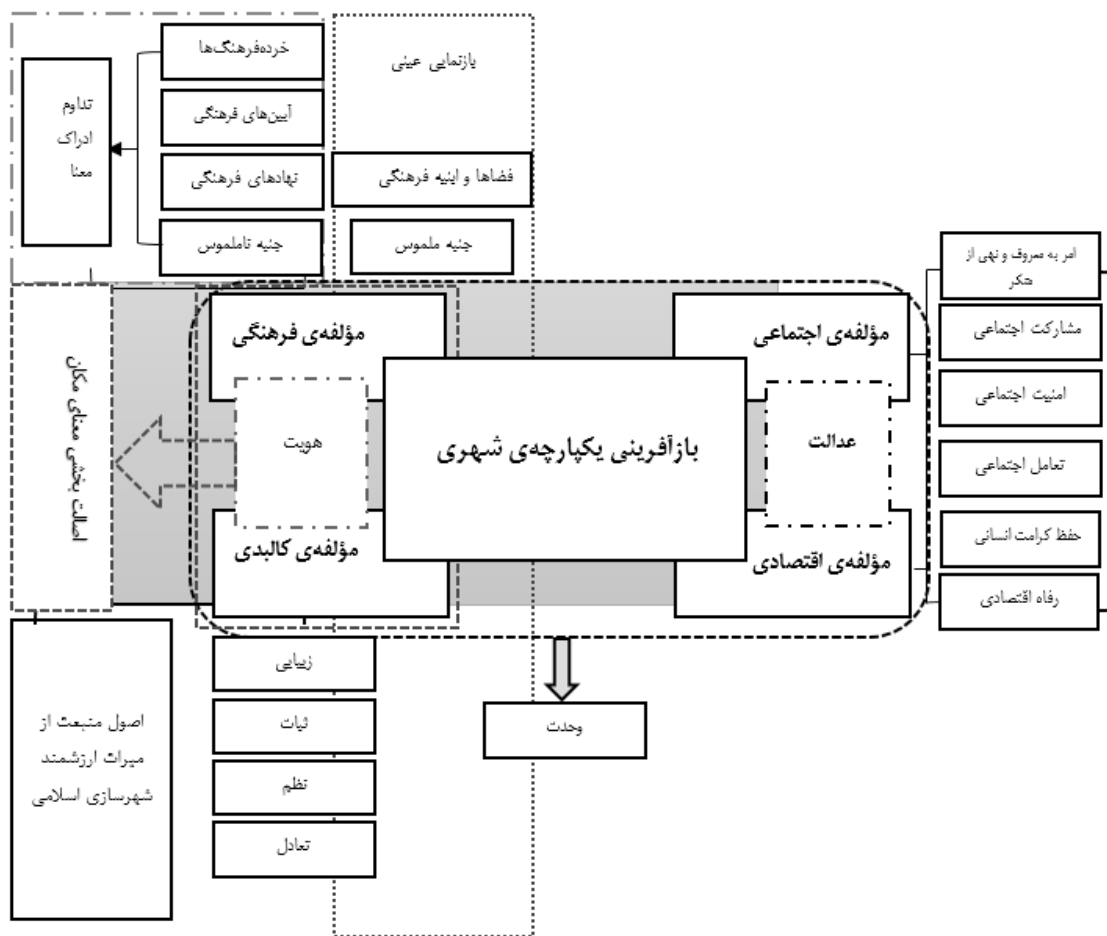 خرده‌فرهنگ‌ها
آیین‌های فرهنگی
نهادهای فرهنگی
جنبه ناملموس
تداوم
ادراک
معنا
بازنمایی عینی
فضاها و ابنیه فرهنگی
جنبه ملموس
امر به معروف و نهی از
منکر
مشارکت اجتماعی
امنیت اجتماعی
تعامل اجتماعی
حفظ کرامت انسانی
رفاه اقتصادی
مؤلفه‌ی اجتماعی
مؤلفه‌ی فرهنگی
عدالت
بازآفرینی یکپارچه‌ی شهری
هویت
مؤلفه‌ی اقتصادی
مؤلفه‌ی کالبدی
اصالت بخشی معنای مکان
زیبایی
ثبات
نظم
تعادل
وحدت
اصول منبعث از
میراث ارزشمند
شهرسازی اسلامی